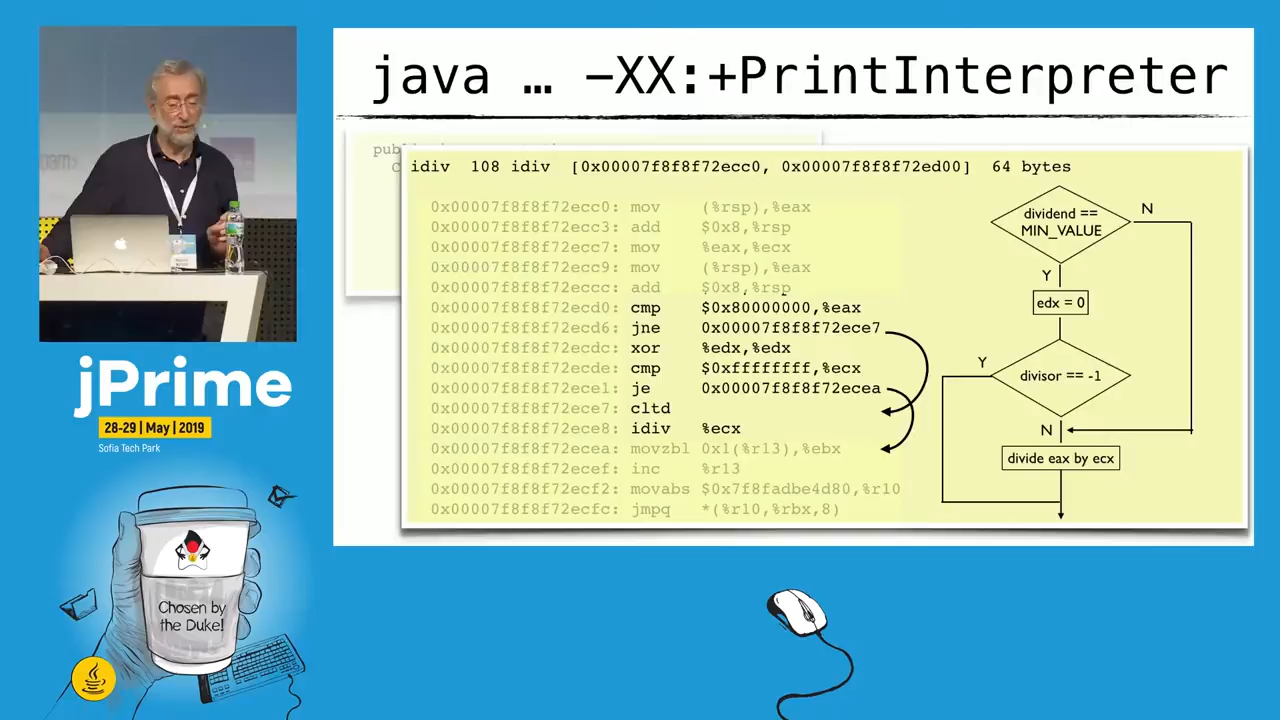 java … –XX:+PrintInterpreter
idiv 108 idiv [0x00007f8f8f72ecc0, 0x00007f8f8f72ed00] 64 bytes
0x00007f8f8f72ecc0: mov (%rsp),%eax
0x00007f8f8f72ecc3: add $0x8,%rsp
0x00007f8f8f72ecc7: mov %eax,%ecx
0x00007f8f8f72ecc9: mov (%rsp),%eax
0x00007f8f8f72eccc: add $0x8,%rsp
0x00007f8f8f72ecd0: cmp $0x80000000,%eax
0x00007f8f8f72ecd6: jne 0x00007f8f8f72ece7
0x00007f8f8f72ecdc: xor %edx,%edx
0x00007f8f8f72ecde: cmp $0xffffffff,%ecx
0x00007f8f8f72ece1: je 0x00007f8f8f72ecea
0x00007f8f8f72ece7: cltd
0x00007f8f8f72ece8: idiv %ecx
0x00007f8f8f72ecea: movzbl 0x1(%r13),%ebx
0x00007f8f8f72ecef: inc %r13
0x00007f8f8f72ecf2: movabs $0x7f8fadbe4d80,%r10
0x00007f8f8f72ecfc: jmpq *(%r10,%rbx,8)
dividend ==
MIN_VALUE
N
Y
edx = 0
Y
divisor == -1
N
divide eax by ecx
jPrime
28-29 | May | 2019
Sofia Tech Park
Chosen by
the Duke!